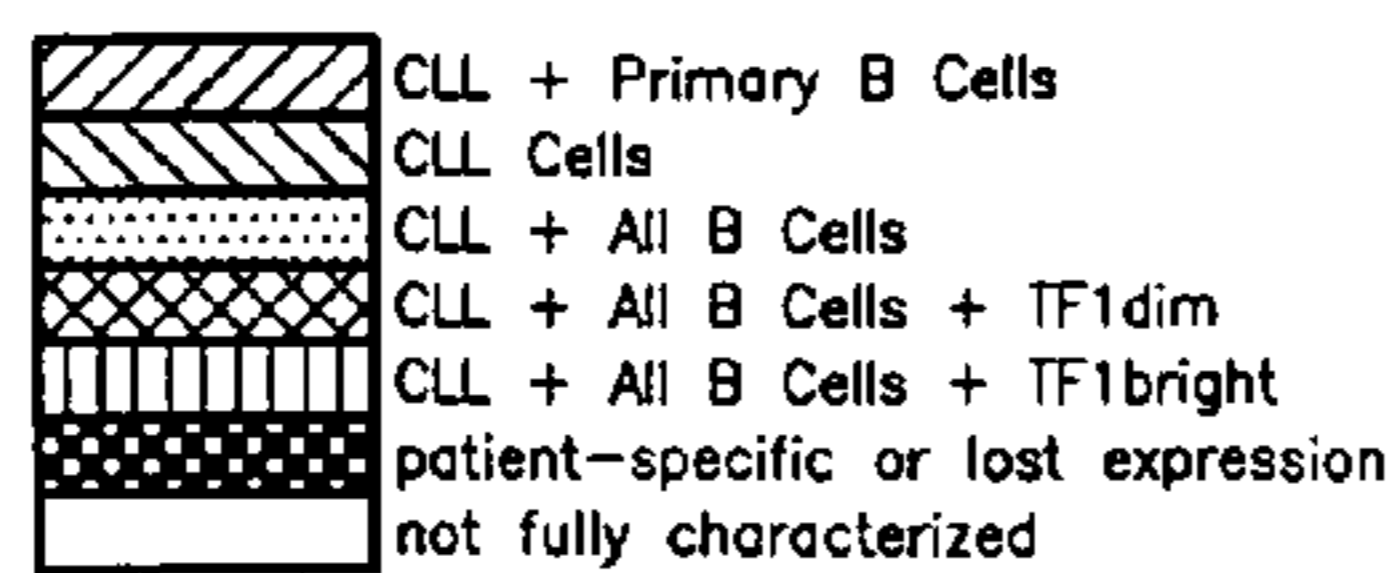 CLL + Primary B Cells
CLL Cells
CLL + All B Cells
CLL + All B Cells + TF1dim
CLL + All B Cells + TF1bright
patient-specific or lost expression
not fully characterized